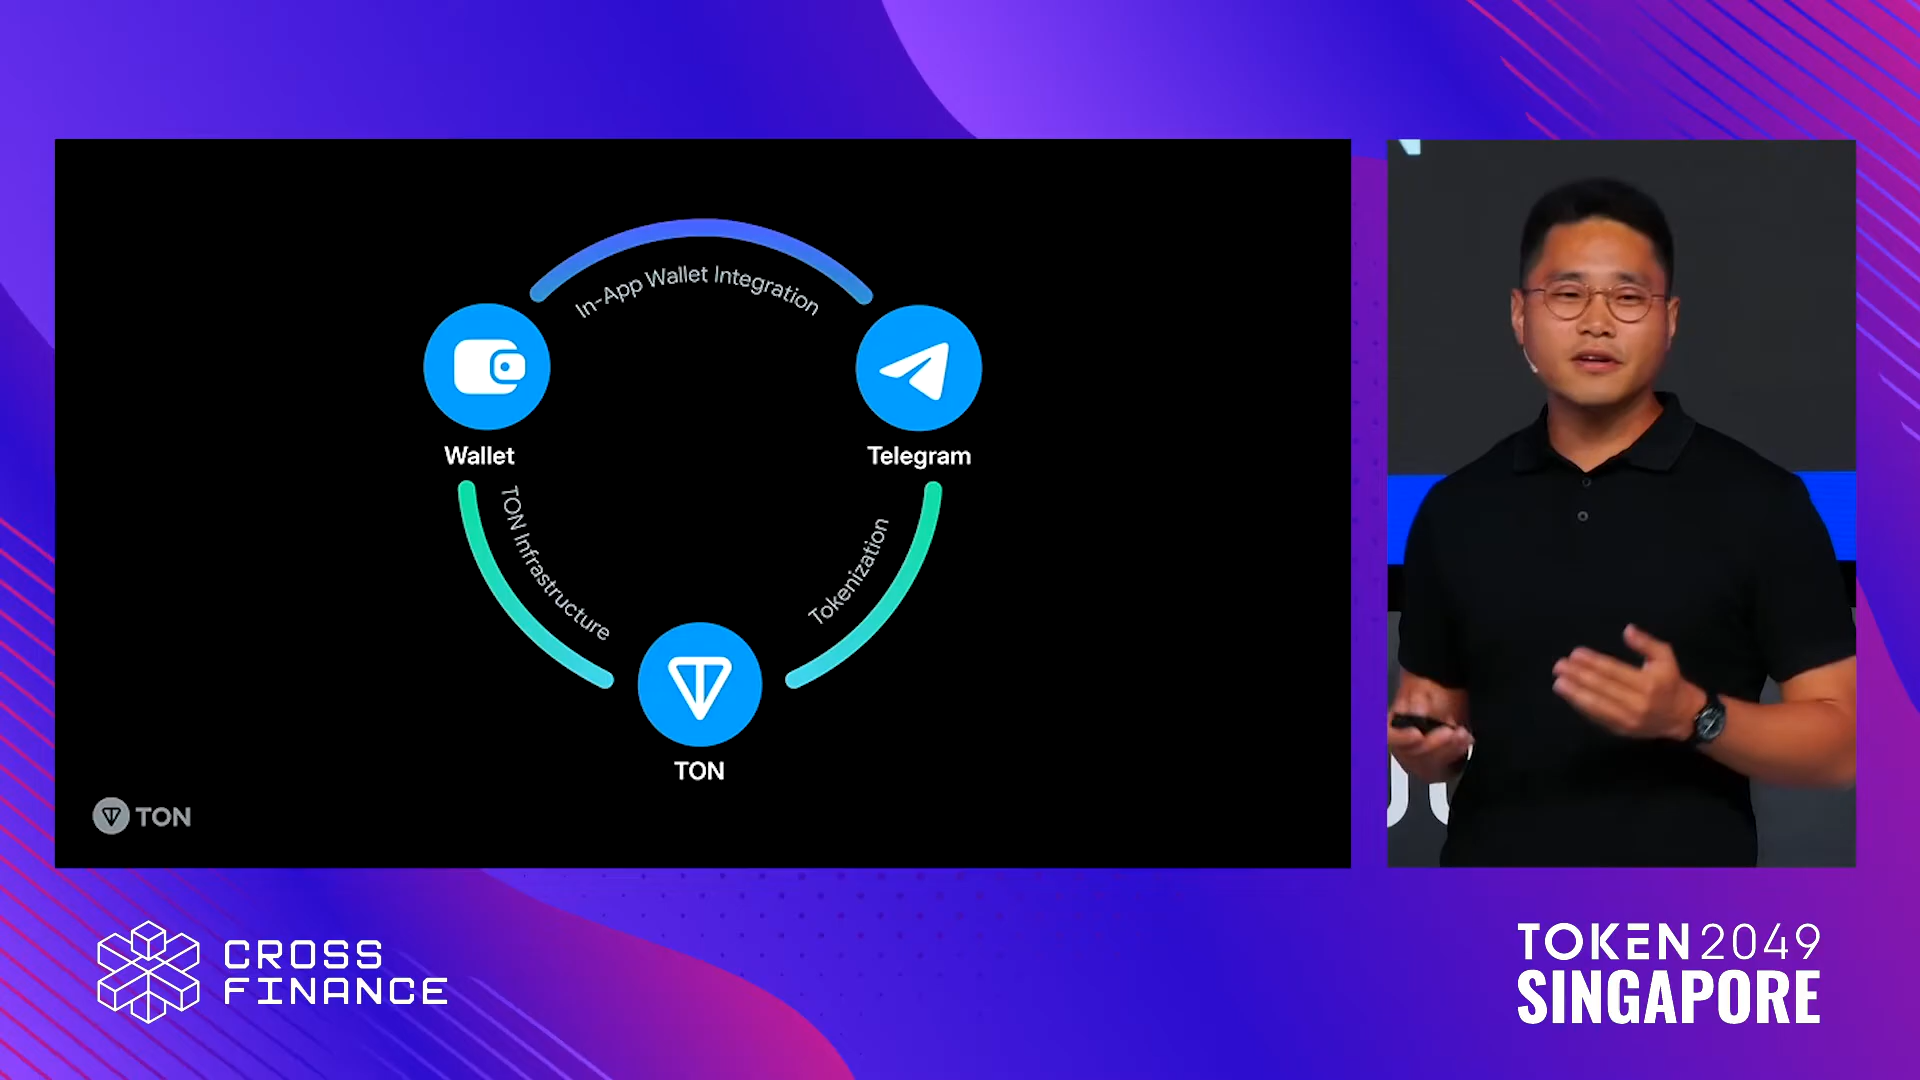 In-App Wallet Integration
Wallet
Telegram
TON Infrastructure
Tokenization
TON
TON
CROSS
FINANCE
TOKEN2049
SINGAPORE